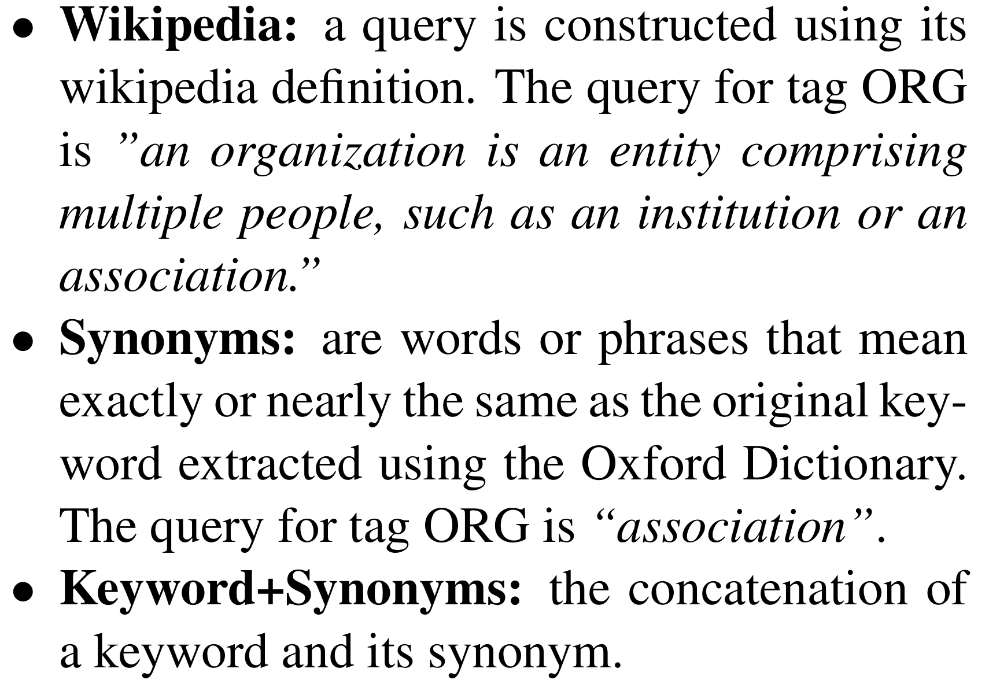 • Wikipedia: a query is constructed using its
wikipedia definition. The query for tag ORG
is ”an organization is an entity comprising
multiple people, such as an institution or an
association.”
• Synonyms: are words or phrases that mean
exactly or nearly the same as the original key-
word extracted using the Oxford Dictionary.
The query for tag ORG is “association”.
• Keyword+Synonyms: the concatenation of
a keyword and its synonym.